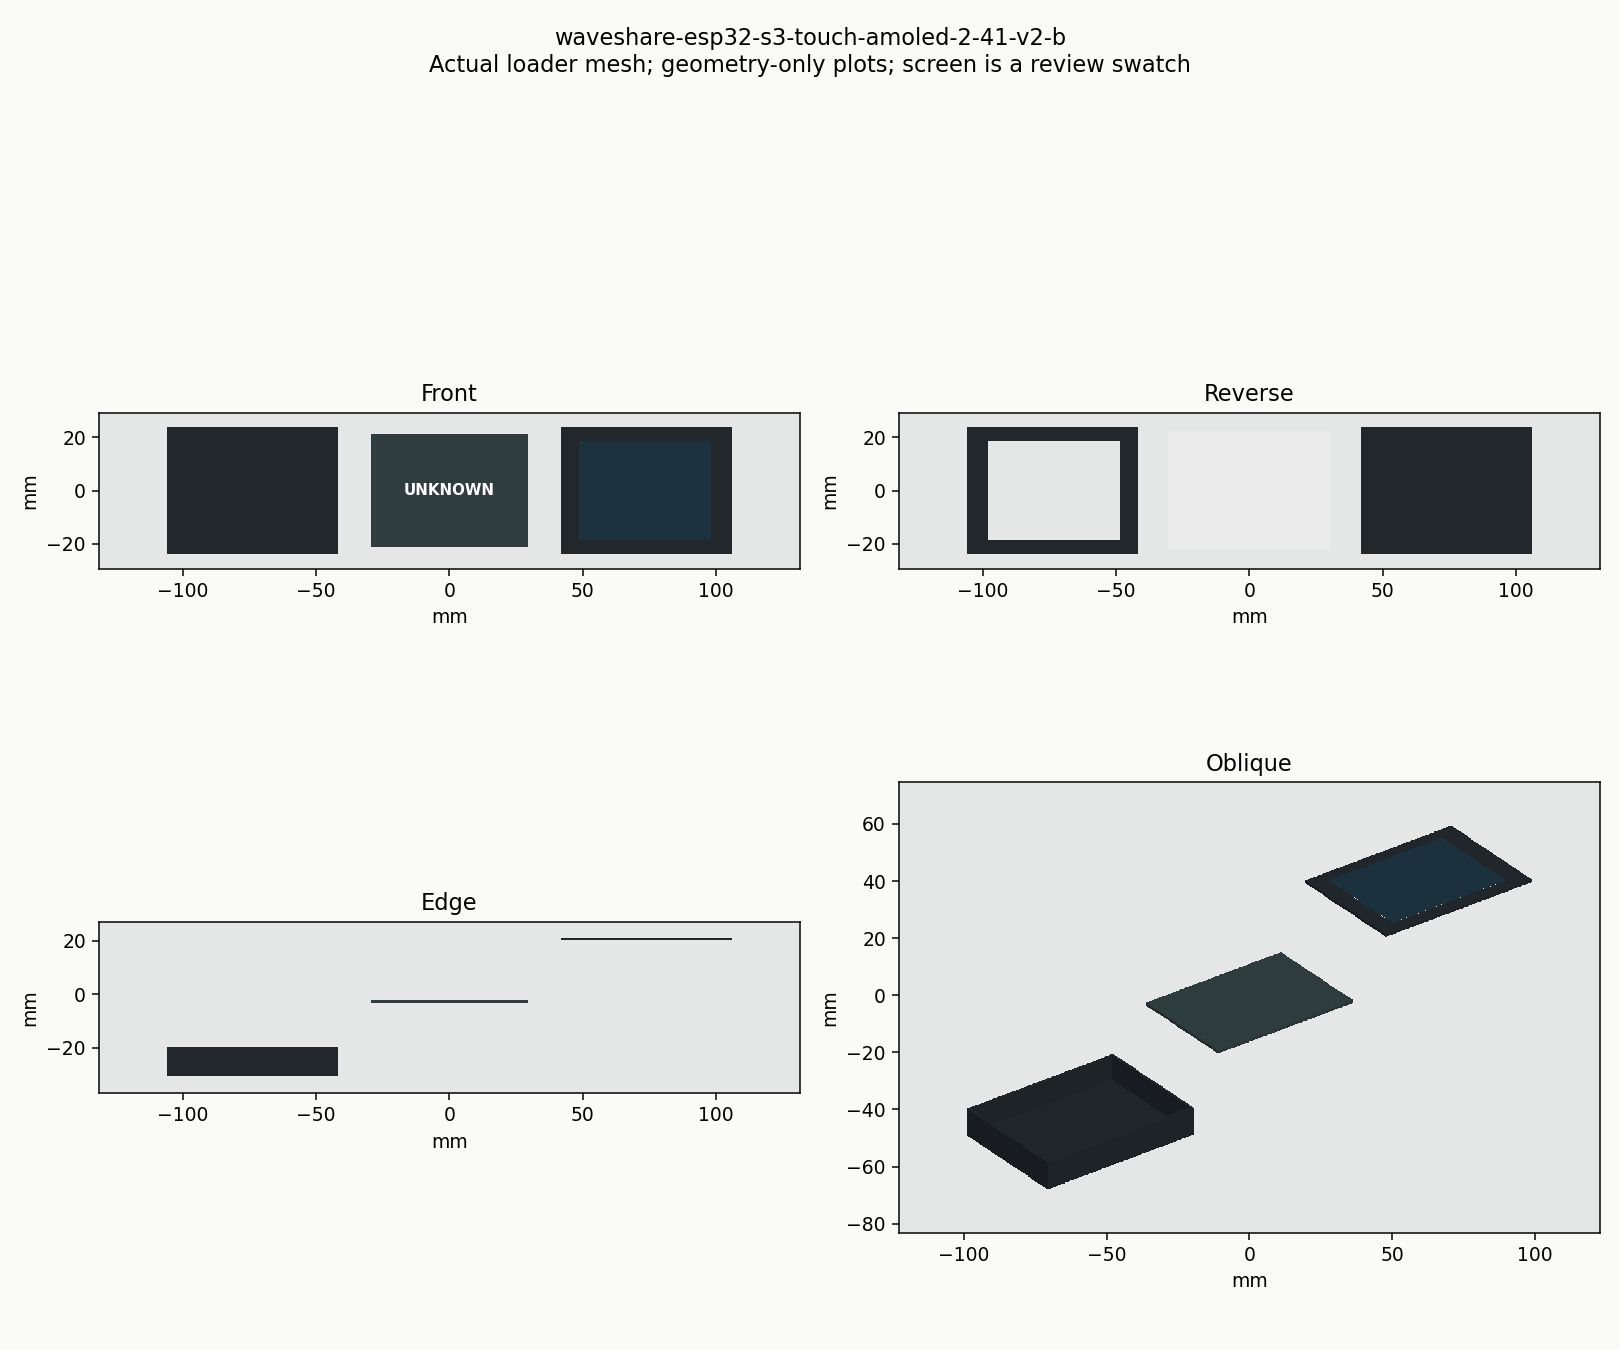 waveshare-esp32-s3-touch-amoled-2-41-v2-b
Actual loader mesh; geometry-only plots; screen is a review swatch
Front
20
0
−20
mm
UNKNOWN
−100 −50 0 50 100
mm
Reverse
20
0
−20
mm
−100 −50 0 50 100
mm
Edge
20
0
−20
mm
−100 −50 0 50 100
mm
Oblique
60
40
20
0
−20
−40
−60
−80
mm
−100 −50 0 50 100
mm